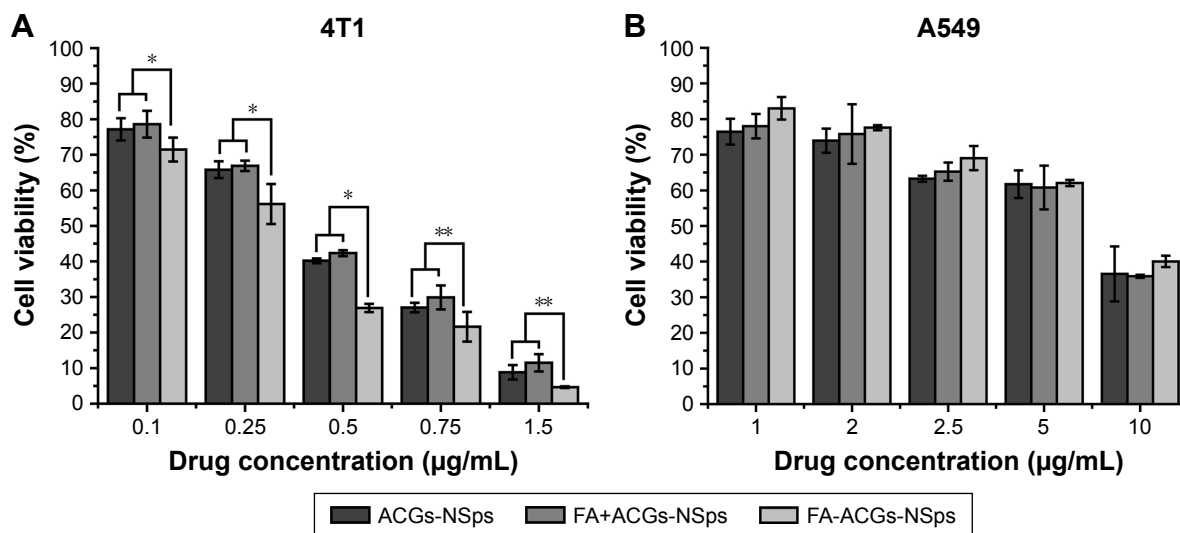 A
4T1
Cell viability (%)
100
90
80
70
60
50
40
30
20
10
0
*
*
*
**
**
0.1 0.25 0.5 0.75 1.5
Drug concentration (µg/mL)
B
A549
Cell viability (%)
100
90
80
70
60
50
40
30
20
10
0
1 2 2.5 5 10
Drug concentration (µg/mL)
ACGs-NSps FA+ACGs-NSps FA-ACGs-NSps